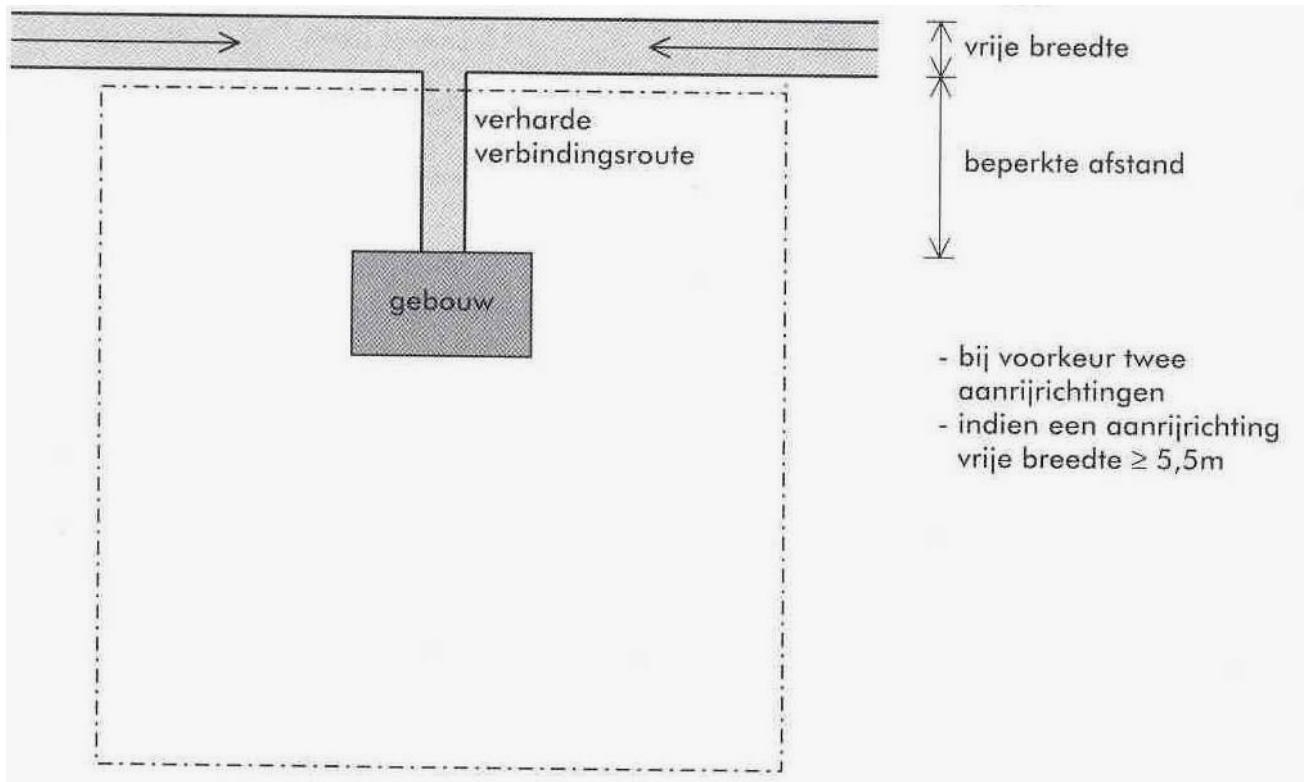 vrije breedte
verharde
verbindingsroute
beperkte afstand
gebouw
- bij voorkeur twee
aanrijrichtingen
- indien een aanrijrichting
vrije breedte ≥ 5,5m